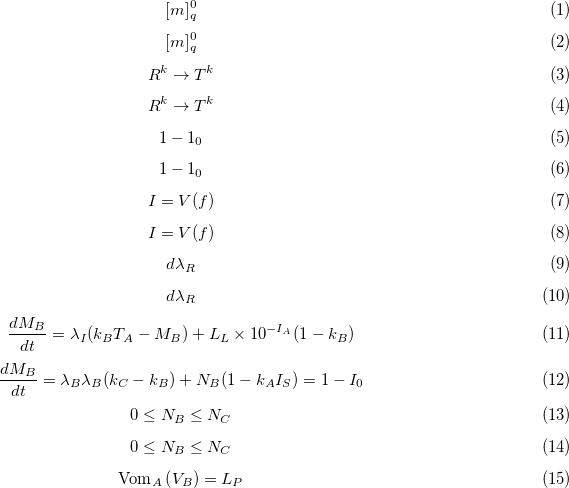 [m]_q^0 (1)
[m]_q^0 (2)
R^k → T^k (3)
R^k → T^k (4)
1 − 1_0 (5)
1 − 1_0 (6)
I = V(f) (7)
I = V(f) (8)
dλ_R (9)
dλ_R (10)
\frac{dM_B}{dt} = λ_I(k_B T_A − M_B) + L_L × 10^{−I_A}(1 − k_B) (11)
\frac{dM_B}{dt} = λ_B λ_B(k_C − k_B) + N_B(1 − k_A I_S) = 1 − I_0 (12)
0 ≤ N_B ≤ N_C (13)
0 ≤ N_B ≤ N_C (14)
Vom_A (V_B) = L_P (15)